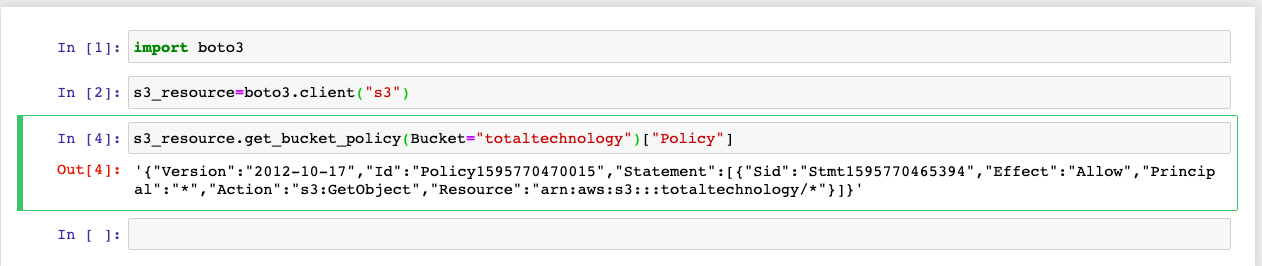 In [1]: import boto3
In [2]: s3_resource=boto3.client("s3")
In [4]: s3_resource.get_bucket_policy(Bucket="totaltechnology")["Policy"]
Out[4]: '{"Version":"2012-10-17","Id":"Policy1595770470015","Statement":[{"Sid":"Stmt1595770465394","Effect":"Allow","Princip
al":"*","Action":"s3:GetObject","Resource":"arn:aws:s3:::totaltechnology/*"}]}'
In [ ]: